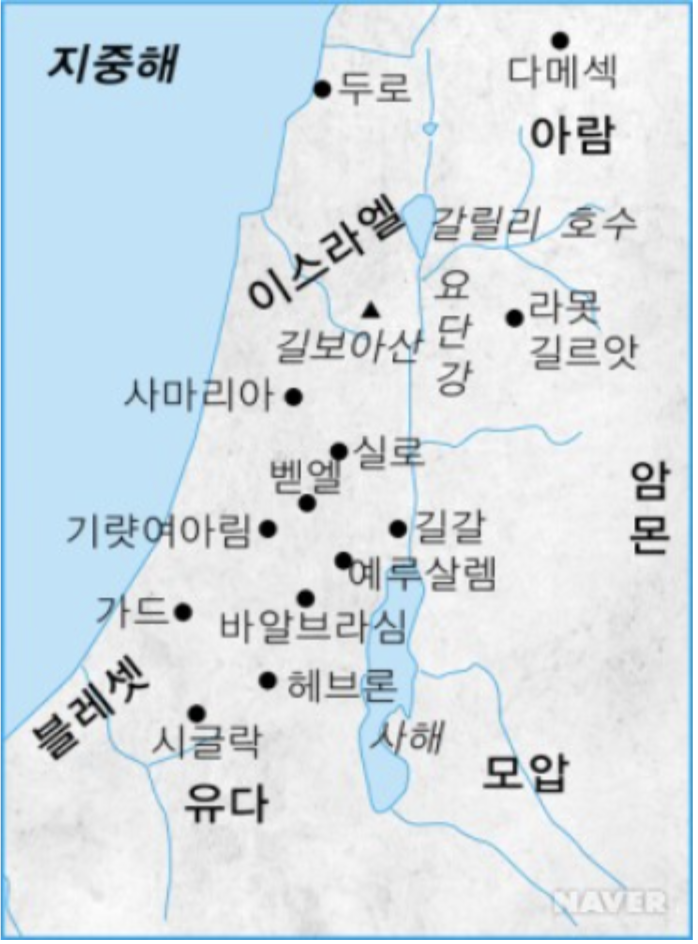 지중해
다메섹
두로
아람
이스라엘
갈릴리 호수
요
단
강
라못
길르앗
길보아산
사마리아
실로
벧엘
암
몬
기럇여아림
길갈
예루살렘
가드
바알브라심
헤브론
블레셋
시글락
사해
모압
유다
NAVER